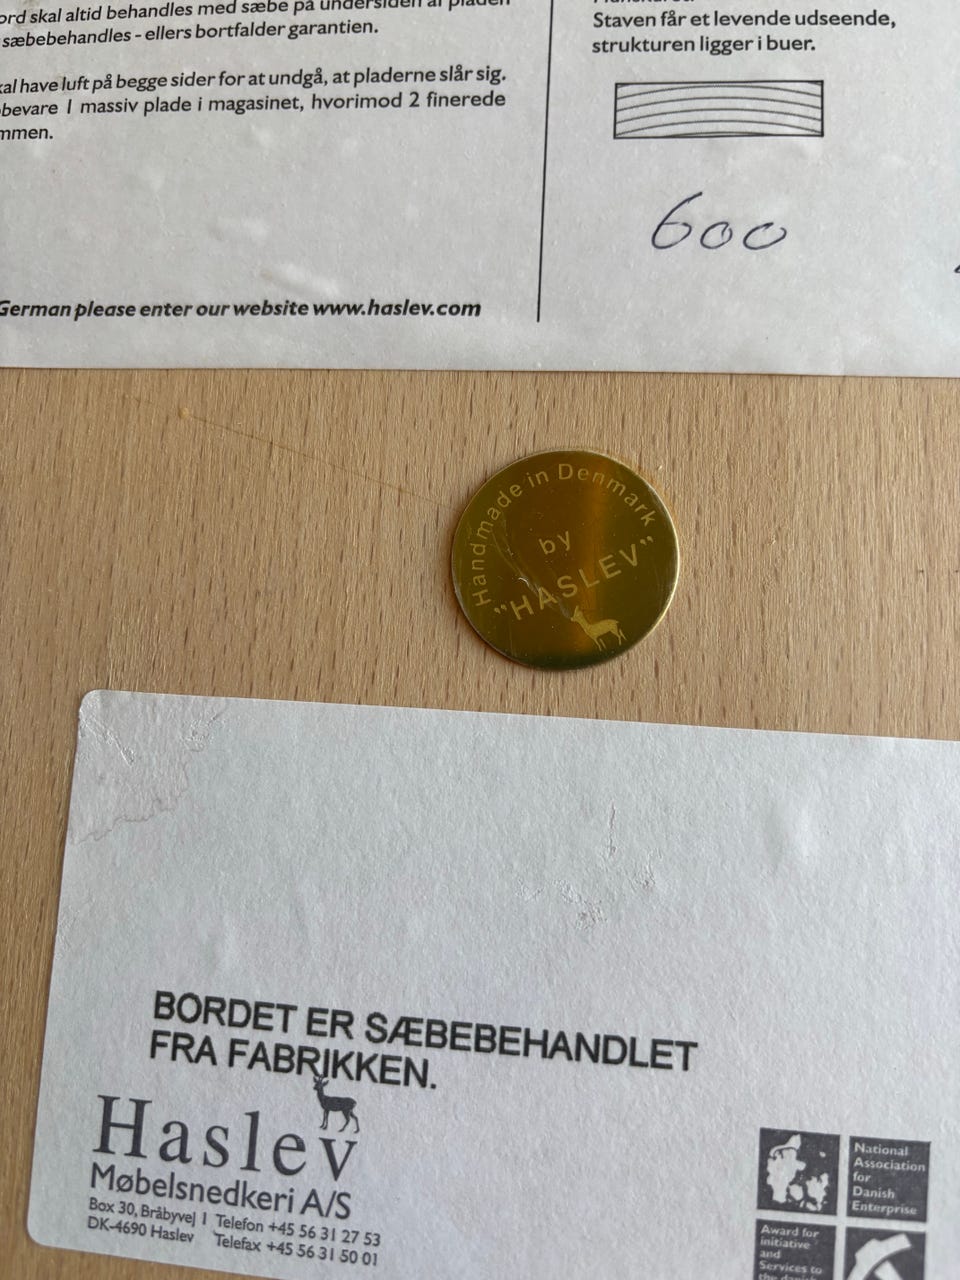 ord skal altid behandles med sæbe på undersiden af pladen
sæbebehandles - ellers bortfalder garantien.
kal have luft på begge sider for at undgå, at pladerne slår sig.
bevare 1 massiv plade i magasinet, hvorimod 2 finerede
mmen.
German please enter our website www.haslev.com
Staven får et levende udseende,
strukturen ligger i buer.
600
Handmade in Denmark
by
"HASLEV"
BORDET ER SÆBEBEHANDLET
FRA FABRIKKEN.
Haslev
Møbelsnedkeri A/S
Box 30, Bråbyvej 1 Telefon +45 56 31 27 53
DK-4690 Haslev Telefax +45 56 31 50 01
National
Association
for
Danish
Enterprise
Award for
initiative
and
Services to